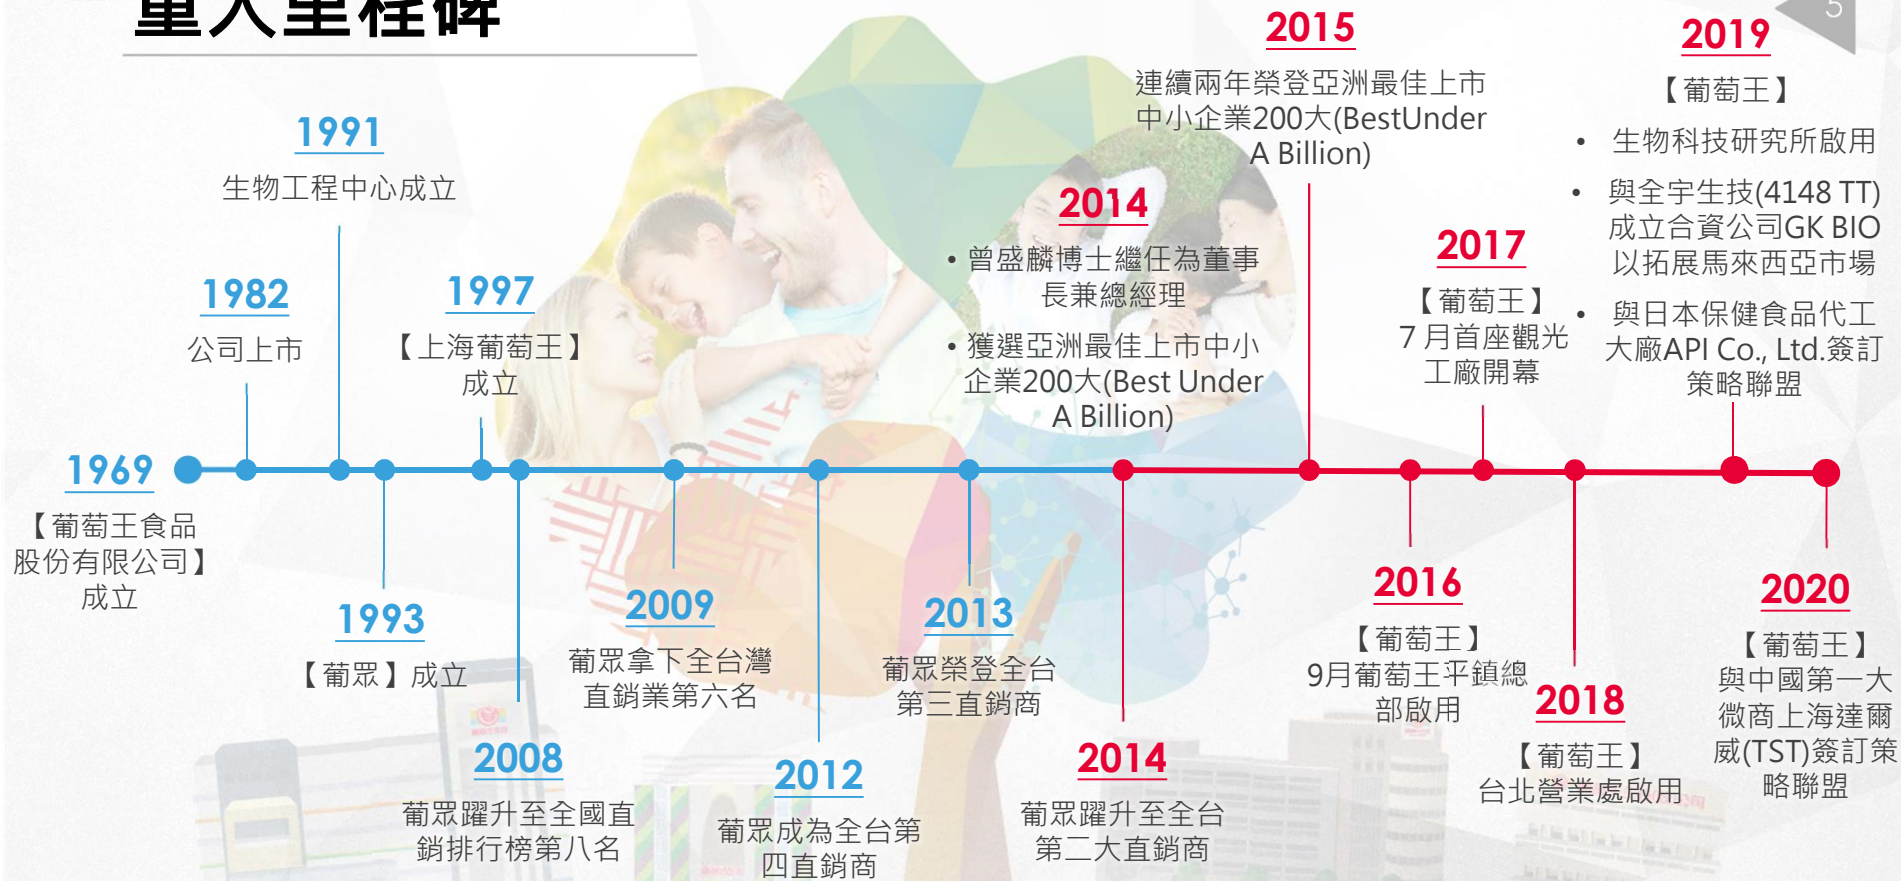 重大里程碑
5
1991
生物工程中心成立
1982
公司上市
1997
【上海葡萄王】
成立
1969
【葡萄王食品
股份有限公司】
成立
1993
【葡眾】成立
2008
葡眾躍升至全國直
銷排行榜第八名
2009
葡眾拿下全台灣
直銷業第六名
2012
葡眾成為全台第
四直銷商
2013
葡眾榮登全台
第三直銷商
2014
• 曾盛麟博士繼任為董事
長兼總經理
• 獲選亞洲最佳上市中小
企業200大(Best Under
A Billion)
2014
葡眾躍升至全台
第二大直銷商
2015
連續兩年榮登亞洲最佳上市
中小企業200大(BestUnder
A Billion)
2016
【葡萄王】
9月葡萄王平鎮總
部啟用
2017
【葡萄王】
7月首座觀光
工廠開幕
2018
【葡萄王】
台北營業處啟用
2019
【葡萄王】
• 生物科技研究所啟用
• 與全宇生技(4148 TT)
成立合資公司GK BIO
以拓展馬來西亞市場
• 與日本保健食品代工
大廠API Co., Ltd.簽訂
策略聯盟
2020
【葡萄王】
與中國第一大
微商上海達爾
威(TST)簽訂策
略聯盟